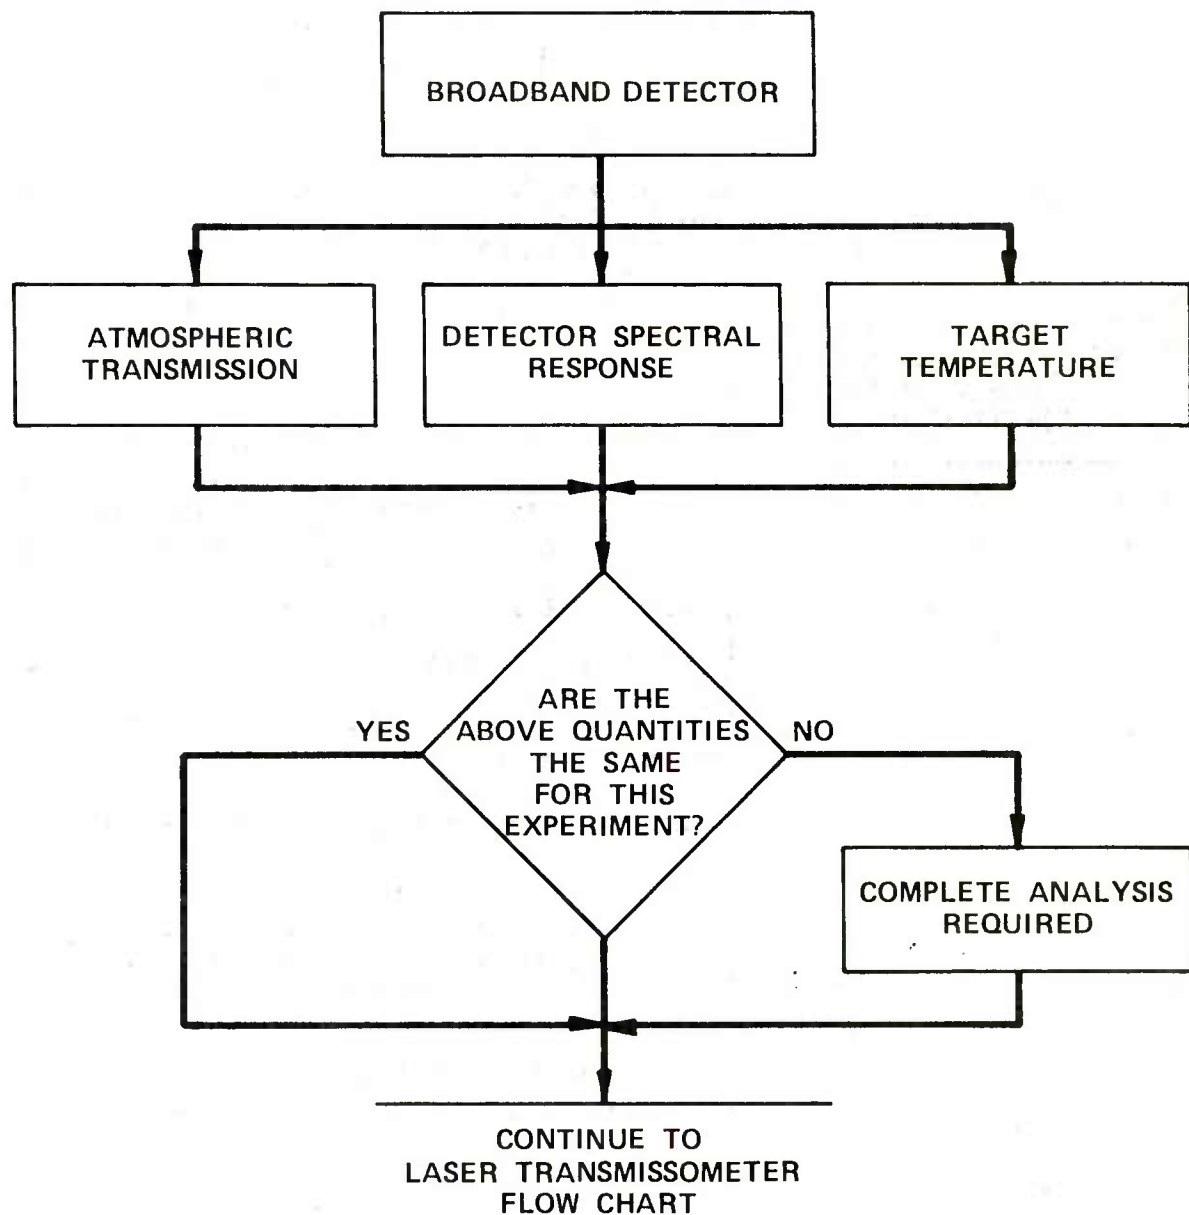 BROADBAND DETECTOR
ATMOSPHERIC
TRANSMISSION
DETECTOR SPECTRAL
RESPONSE
TARGET
TEMPERATURE
ARE THE
ABOVE QUANTITIES
THE SAME
FOR THIS
EXPERIMENT?
YES
NO
COMPLETE ANALYSIS
REQUIRED
CONTINUE TO
LASER TRANSMISSOMETER
FLOW CHART